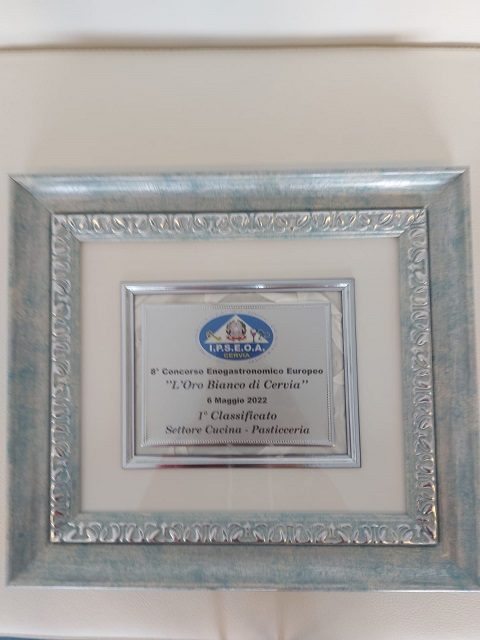 I.P.S.E.O.A.
CERVIA
8° Concorso Enogastronomico Europeo
"L'Oro Bianco di Cervia"
6 Maggio 2022
1° Classificato
Settore Cucina - Pasticceria